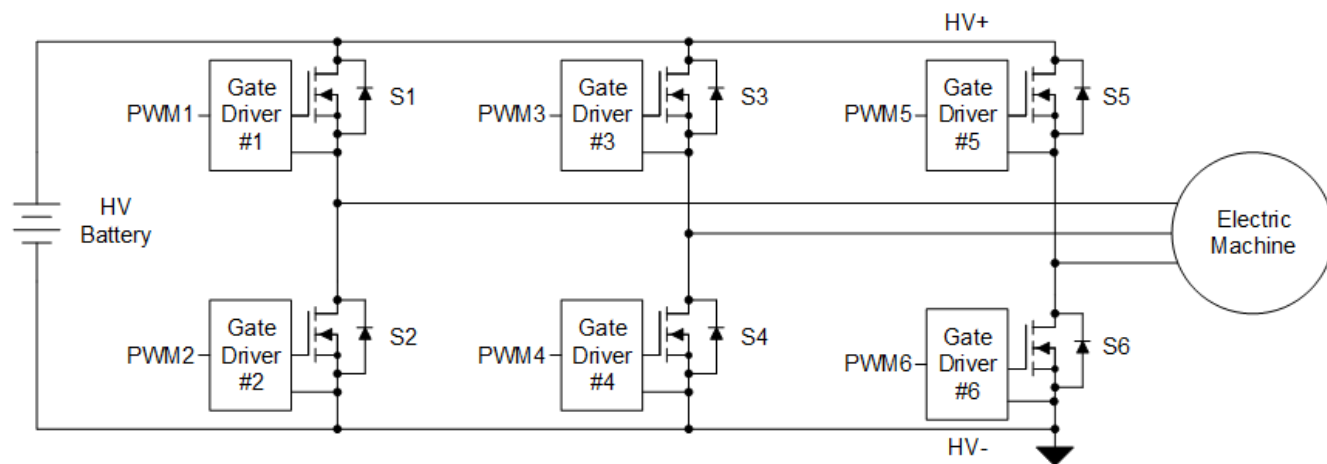 HV+
Gate
Driver
#1
PWM1
S1
Gate
Driver
#3
PWM3
S3
Gate
Driver
#5
PWM5
S5
HV
Battery
Electric
Machine
Gate
Driver
#2
PWM2
S2
Gate
Driver
#4
PWM4
S4
Gate
Driver
#6
PWM6
S6
HV-